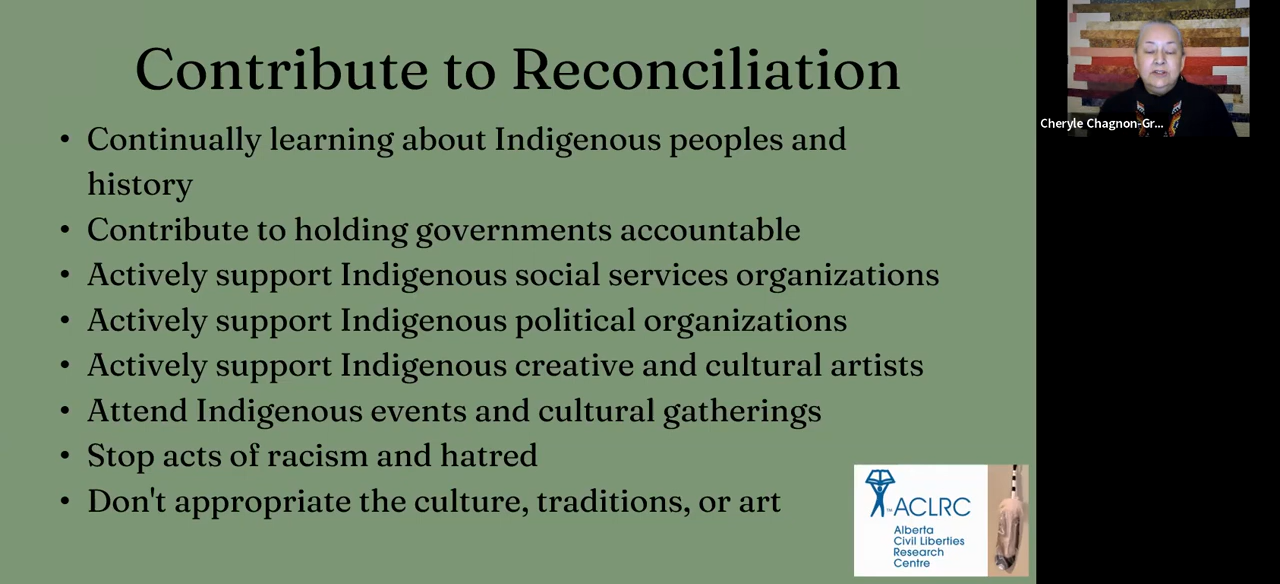 Contribute to Reconciliation
• Continually learning about Indigenous peoples and
history
• Contribute to holding governments accountable
• Actively support Indigenous social services organizations
• Actively support Indigenous political organizations
• Actively support Indigenous creative and cultural artists
• Attend Indigenous events and cultural gatherings
• Stop acts of racism and hatred
• Don't appropriate the culture, traditions, or art
Cheryle Chagnon-Gr...
™ACLRC
Alberta
Civil Liberties
Research
Centre